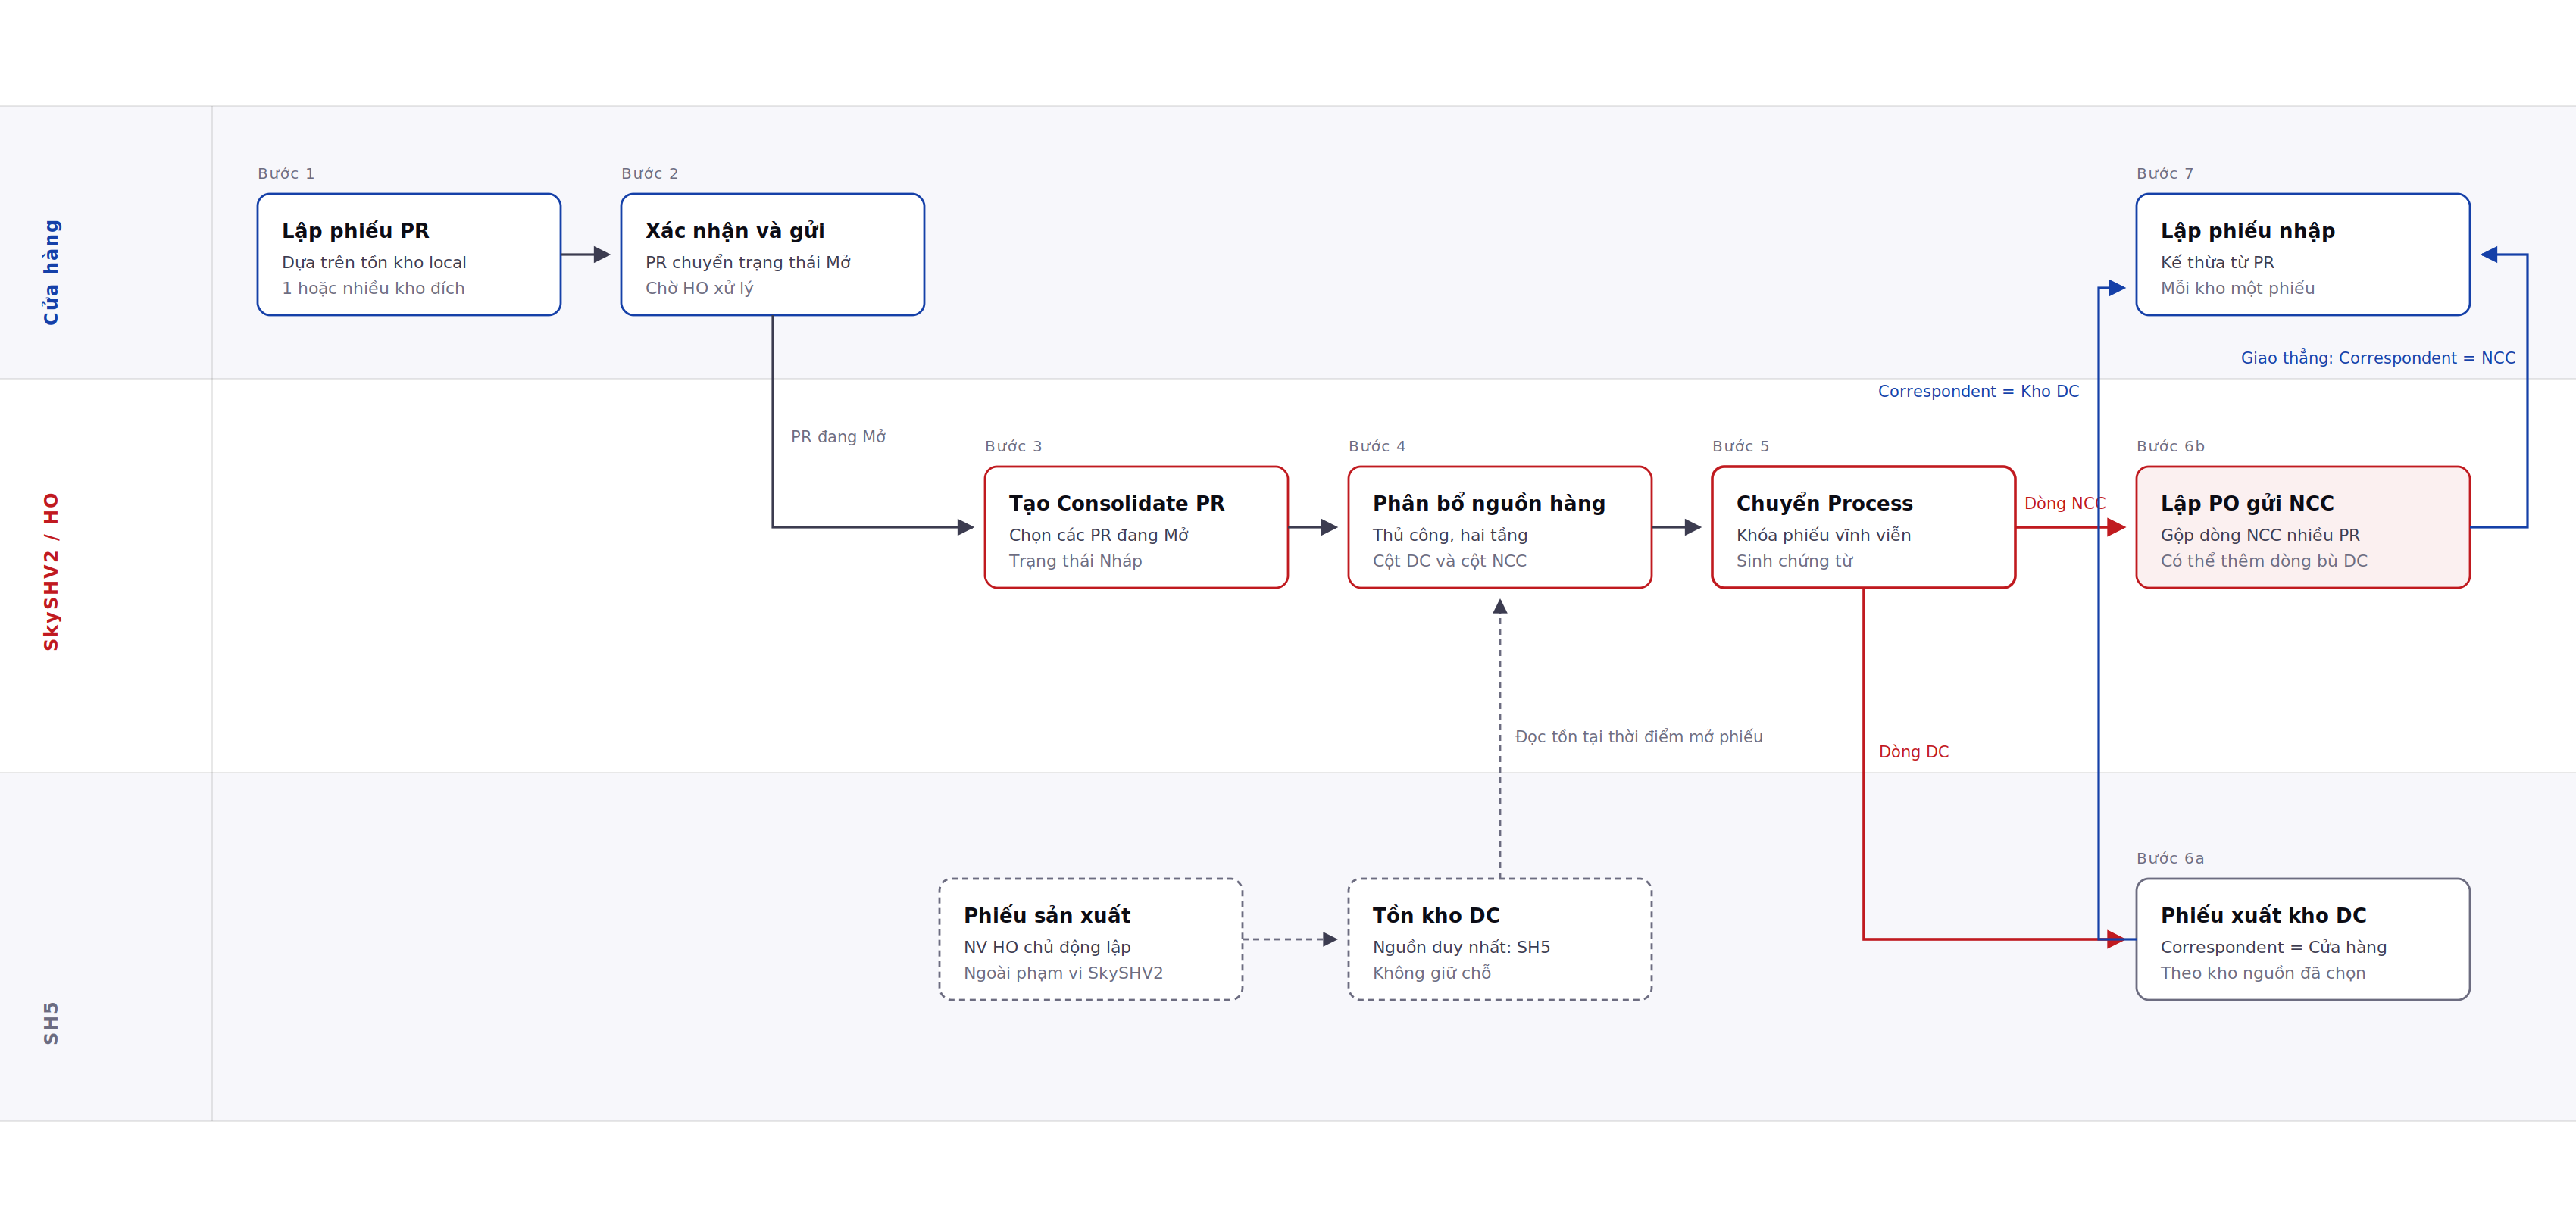 Cửa hàng
Bước 1
Lập phiếu PR
Dựa trên tồn kho local
1 hoặc nhiều kho đích
Bước 2
Xác nhận và gửi
PR chuyển trạng thái Mở
Chờ HO xử lý
Bước 7
Lập phiếu nhập
Kế thừa từ PR
Mỗi kho một phiếu
Giao thẳng: Correspondent = NCC
Correspondent = Kho DC
SkySHV2 / HO
PR đang Mở
Bước 3
Tạo Consolidate PR
Chọn các PR đang Mở
Trạng thái Nháp
Bước 4
Phân bổ nguồn hàng
Thủ công, hai tầng
Cột DC và cột NCC
Bước 5
Chuyển Process
Khóa phiếu vĩnh viễn
Sinh chứng từ
Dòng NCC
Bước 6b
Lập PO gửi NCC
Gộp dòng NCC nhiều PR
Có thể thêm dòng bù DC
Đọc tồn tại thời điểm mở phiếu
Dòng DC
SH5
Phiếu sản xuất
NV HO chủ động lập
Ngoài phạm vi SkySHV2
Tồn kho DC
Nguồn duy nhất: SH5
Không giữ chỗ
Bước 6a
Phiếu xuất kho DC
Correspondent = Cửa hàng
Theo kho nguồn đã chọn